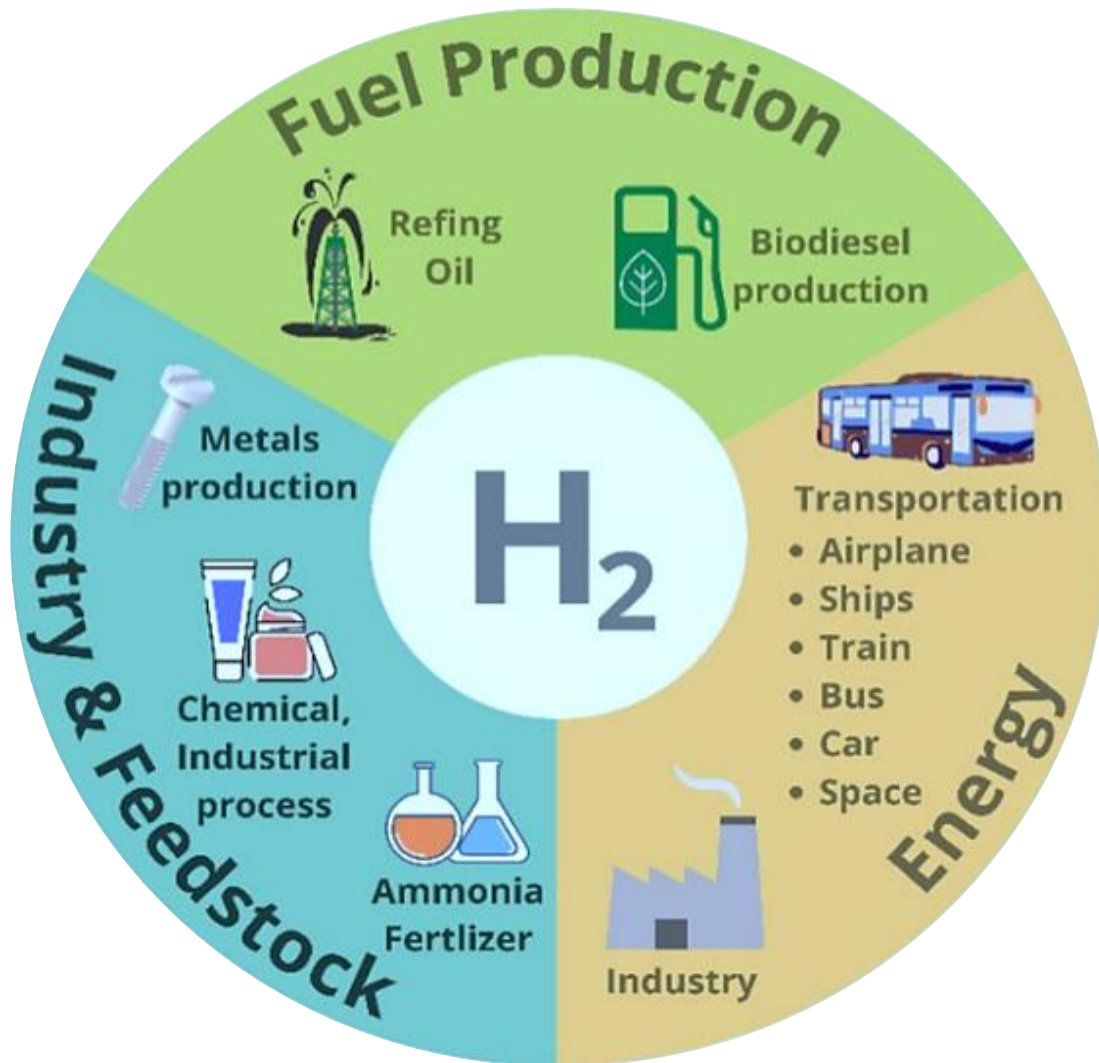 Fuel Production
Refing
Oil
Biodiesel
production
Industry & Feedstock
Metals
production
Chemical,
Industrial
process
Ammonia
Fertlizer
H₂
Energy
Transportation
• Airplane
• Ships
• Train
• Bus
• Car
• Space
Industry